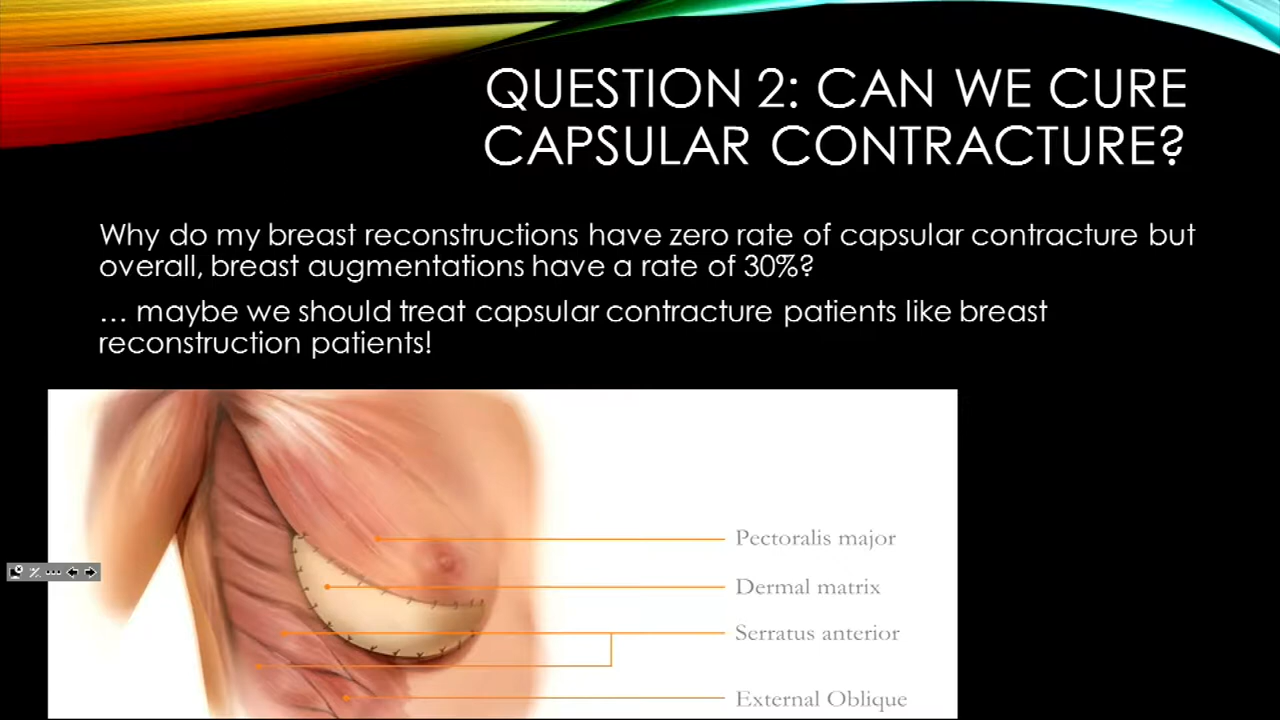 QUESTION 2: CAN WE CURE
CAPSULAR CONTRACTURE?
Why do my breast reconstructions have zero rate of capsular contracture but
overall, breast augmentations have a rate of 30%?
… maybe we should treat capsular contracture patients like breast
reconstruction patients!
Pectoralis major
Dermal matrix
Serratus anterior
External Oblique